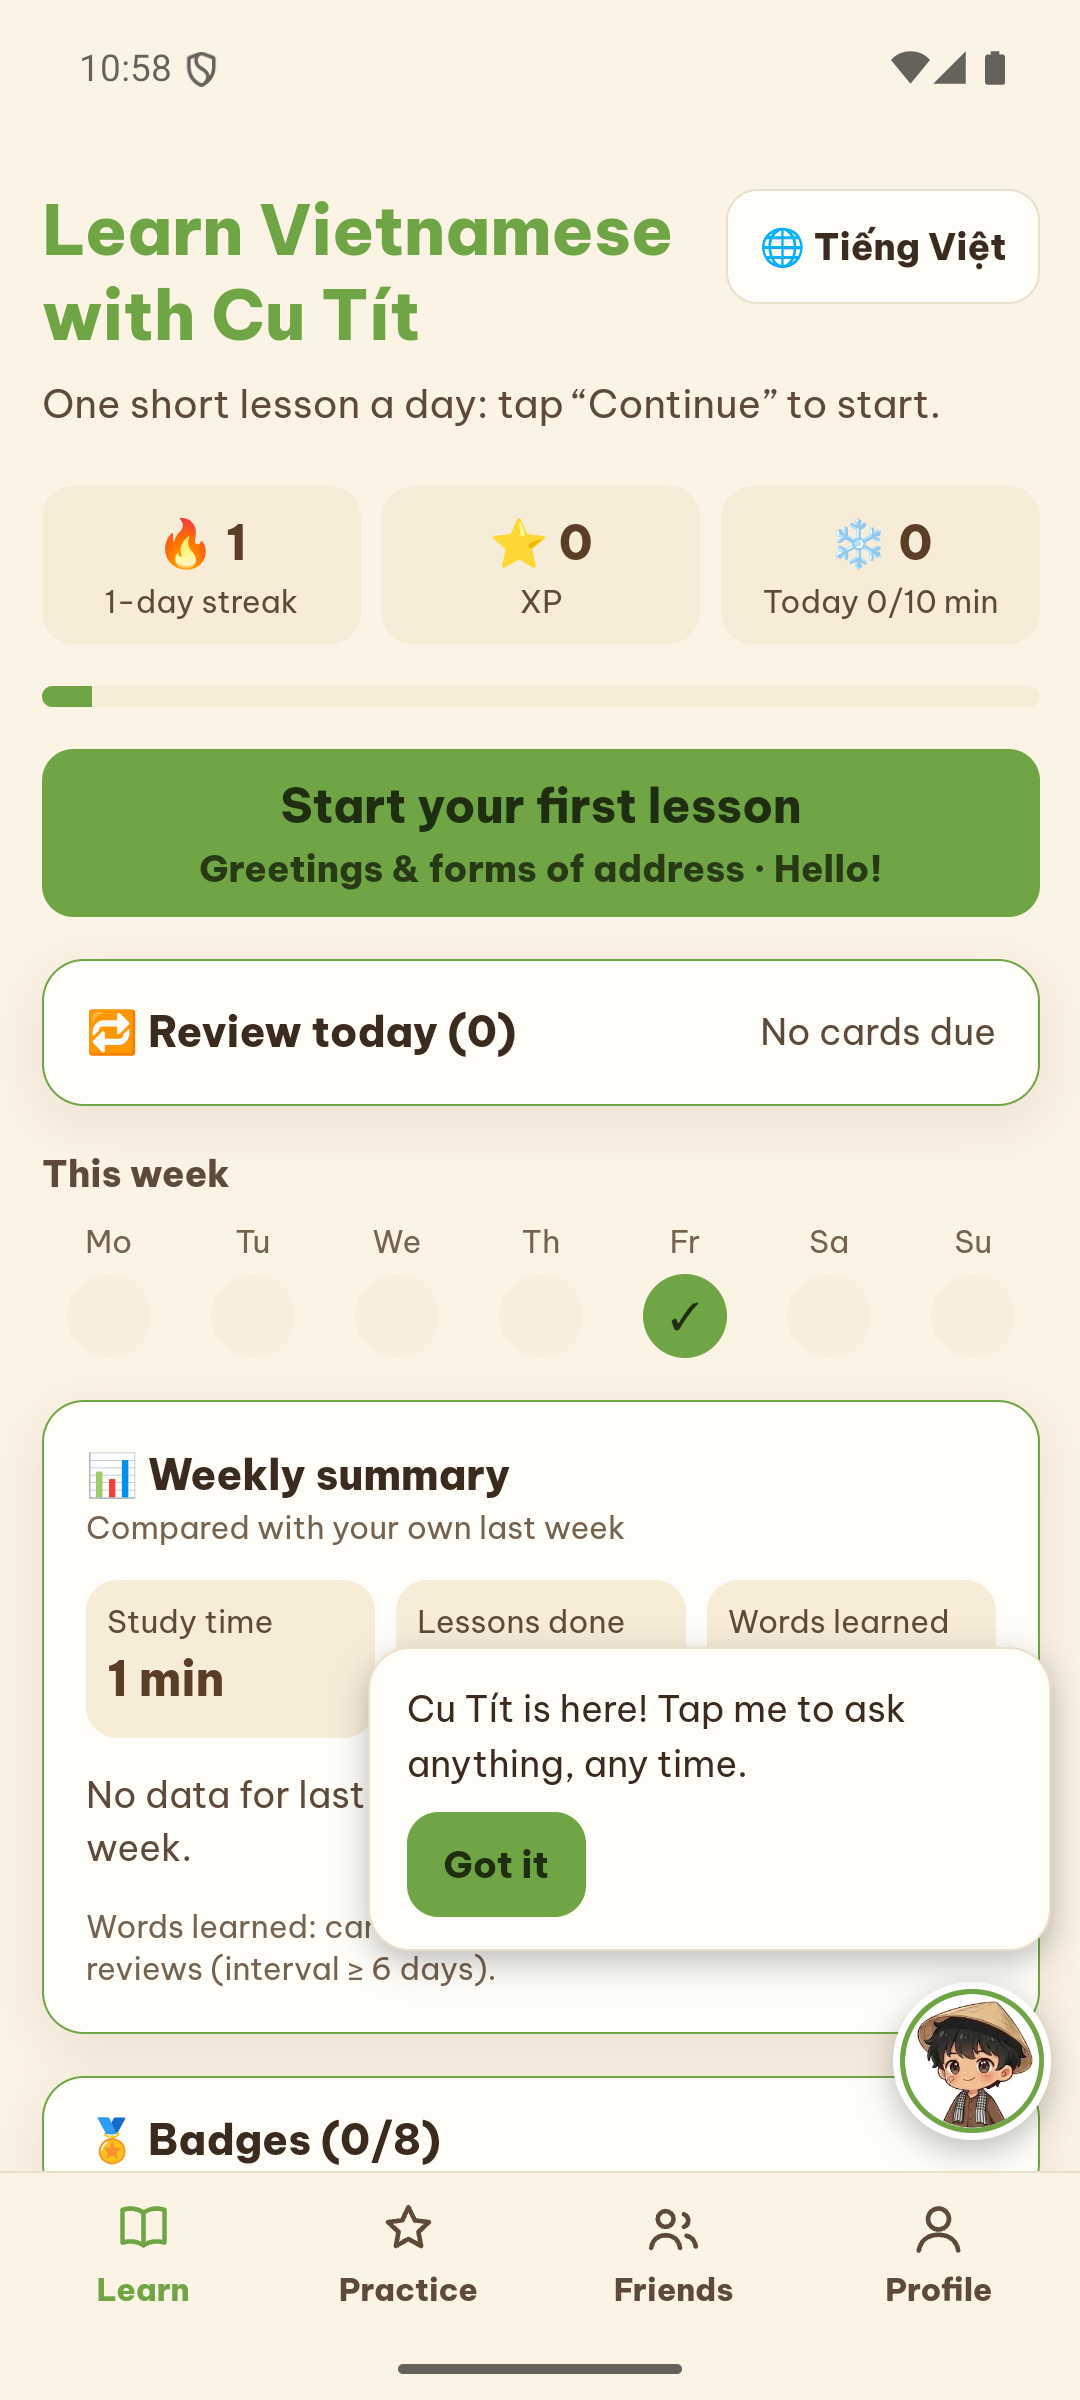 10:58
Learn Vietnamese
with Cu Tít
🌐 Tiếng Việt
One short lesson a day: tap “Continue” to start.
🔥 1
1-day streak
⭐ 0
XP
❄️ 0
Today 0/10 min
Start your first lesson
Greetings & forms of address · Hello!
🔁 Review today (0)
No cards due
This week
Mo Tu We Th Fr Sa Su
✓
📊 Weekly summary
Compared with your own last week
Study time
1 min
Lessons done
Words learned
Cu Tít is here! Tap me to ask
anything, any time.
Got it
No data for last
week.
Words learned:
reviews (interval ≥ 6 days).
🏅 Badges (0/8)
Learn
Practice
Friends
Profile